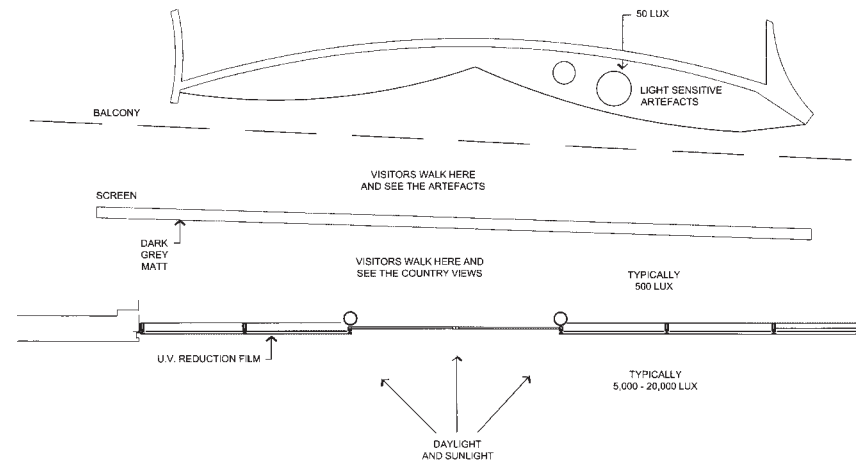 50 LUX
LIGHT SENSITIVE
ARTEFACTS
BALCONY
VISITORS WALK HERE
AND SEE THE ARTEFACTS
SCREEN
DARK
GREY
MATT
VISITORS WALK HERE AND
SEE THE COUNTRY VIEWS
TYPICALLY
500 LUX
U.V. REDUCTION FILM
TYPICALLY
5,000 - 20,000 LUX
DAYLIGHT
AND SUNLIGHT